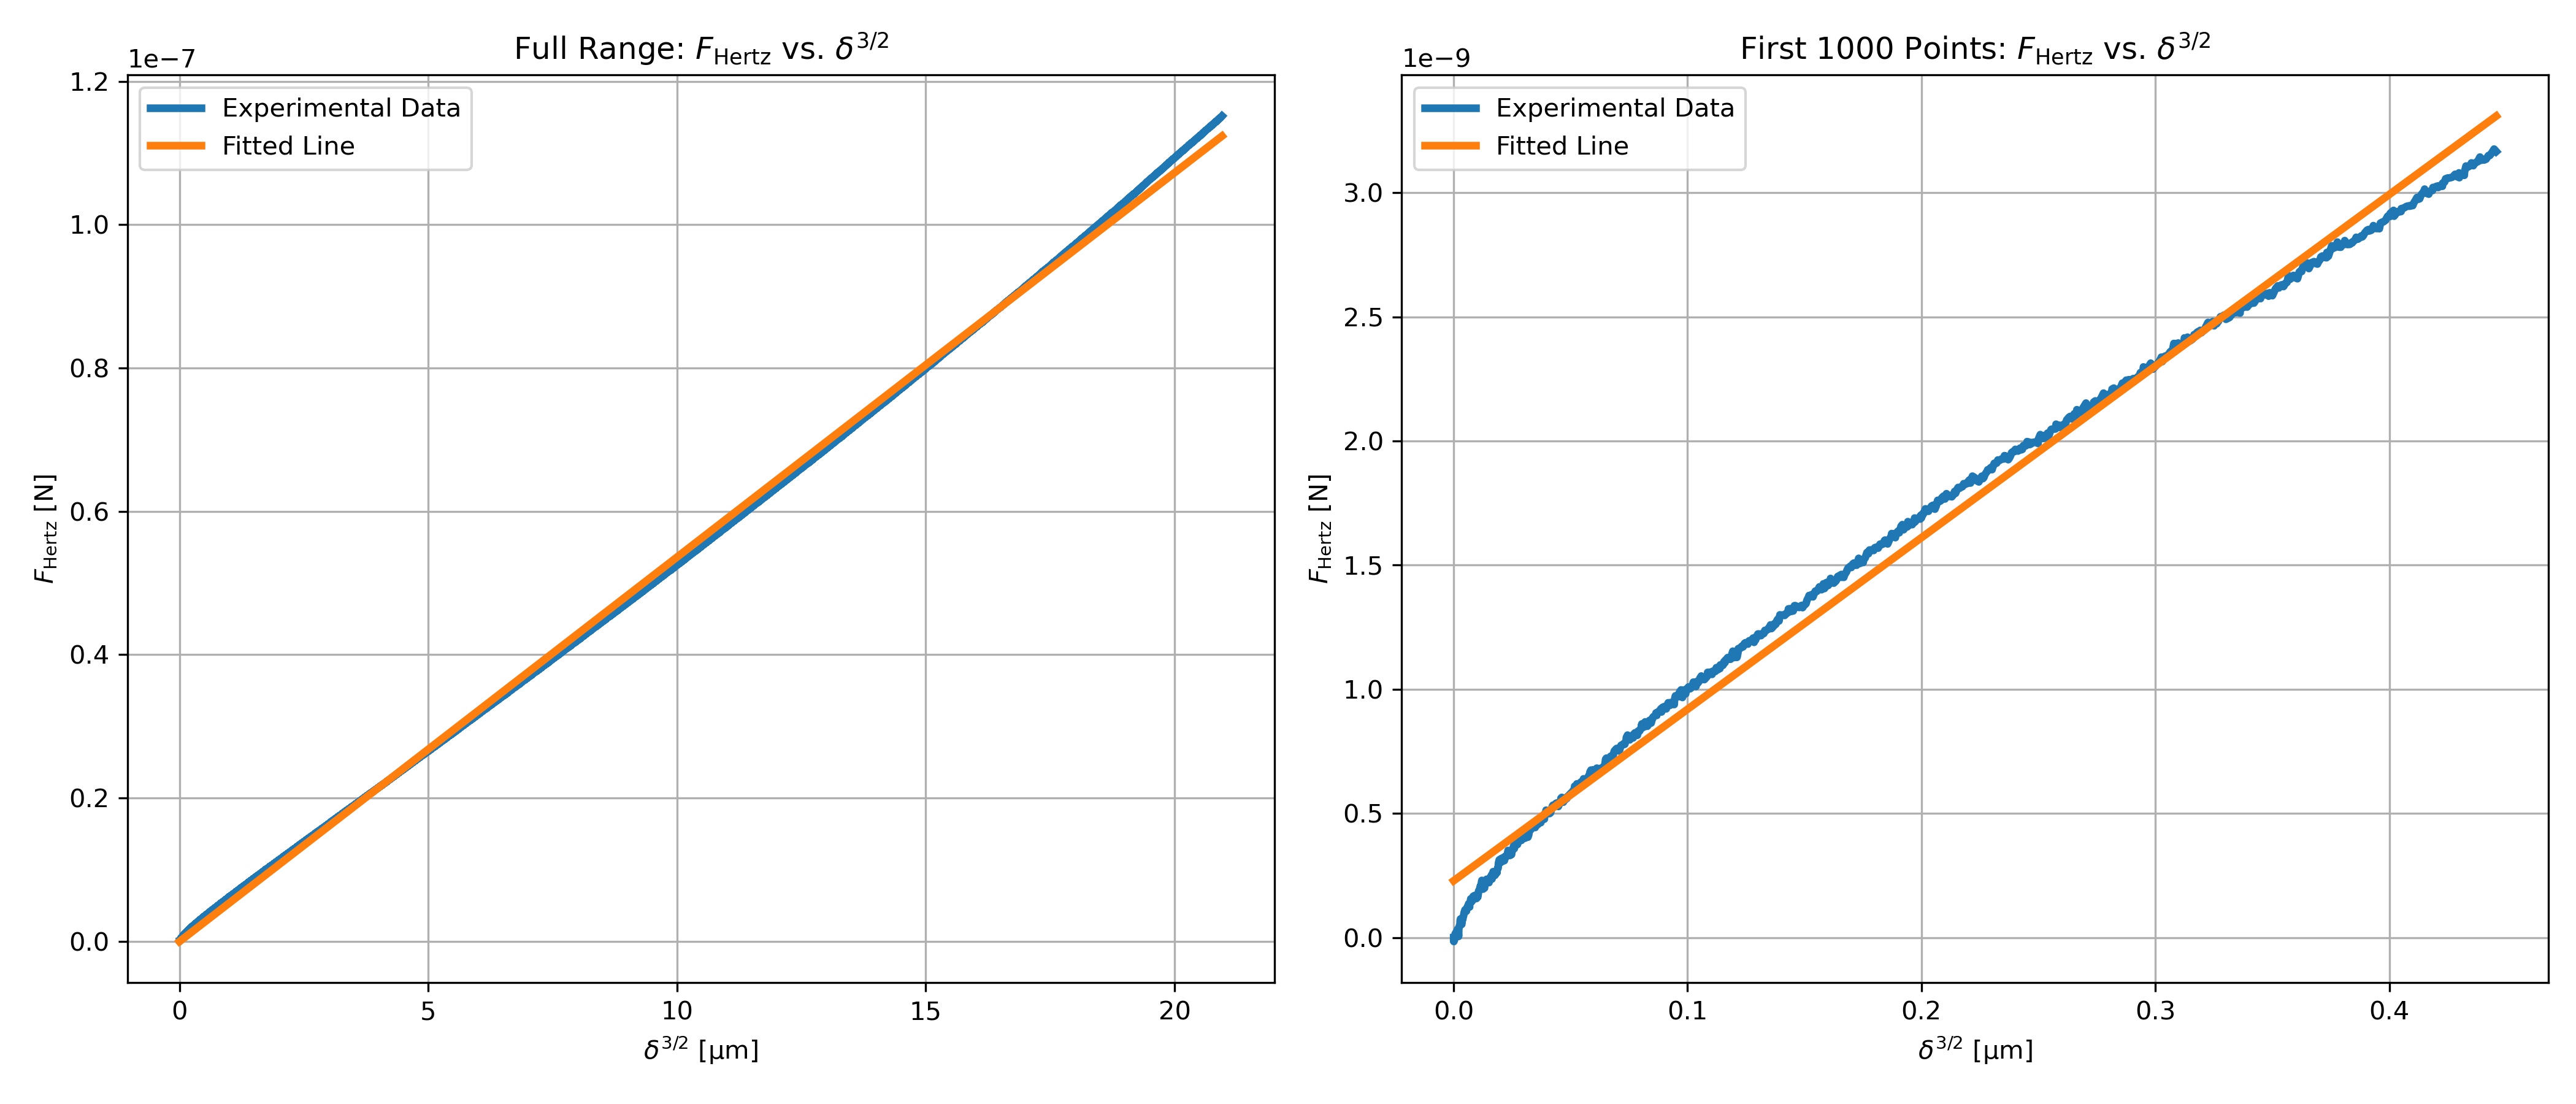 Full Range: F_Hertz vs. δ^3/2
1e−7
Experimental Data
Fitted Line
1.2
1.0
0.8
0.6
0.4
0.2
0.0
F_Hertz [N]
0 5 10 15 20
δ^3/2 [μm]
First 1000 Points: F_Hertz vs. δ^3/2
1e−9
Experimental Data
Fitted Line
3.0
2.5
2.0
1.5
1.0
0.5
0.0
F_Hertz [N]
0.0 0.1 0.2 0.3 0.4
δ^3/2 [μm]